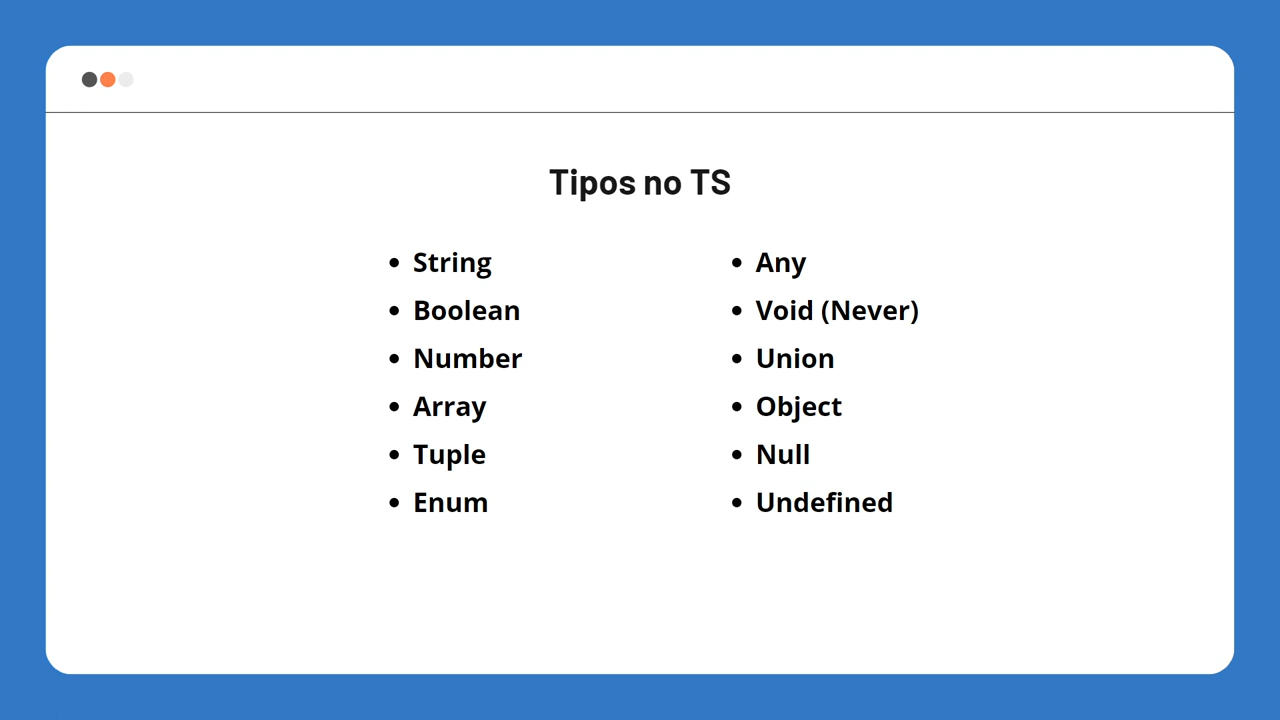 Tipos no TS
• String
• Boolean
• Number
• Array
• Tuple
• Enum
• Any
• Void (Never)
• Union
• Object
• Null
• Undefined